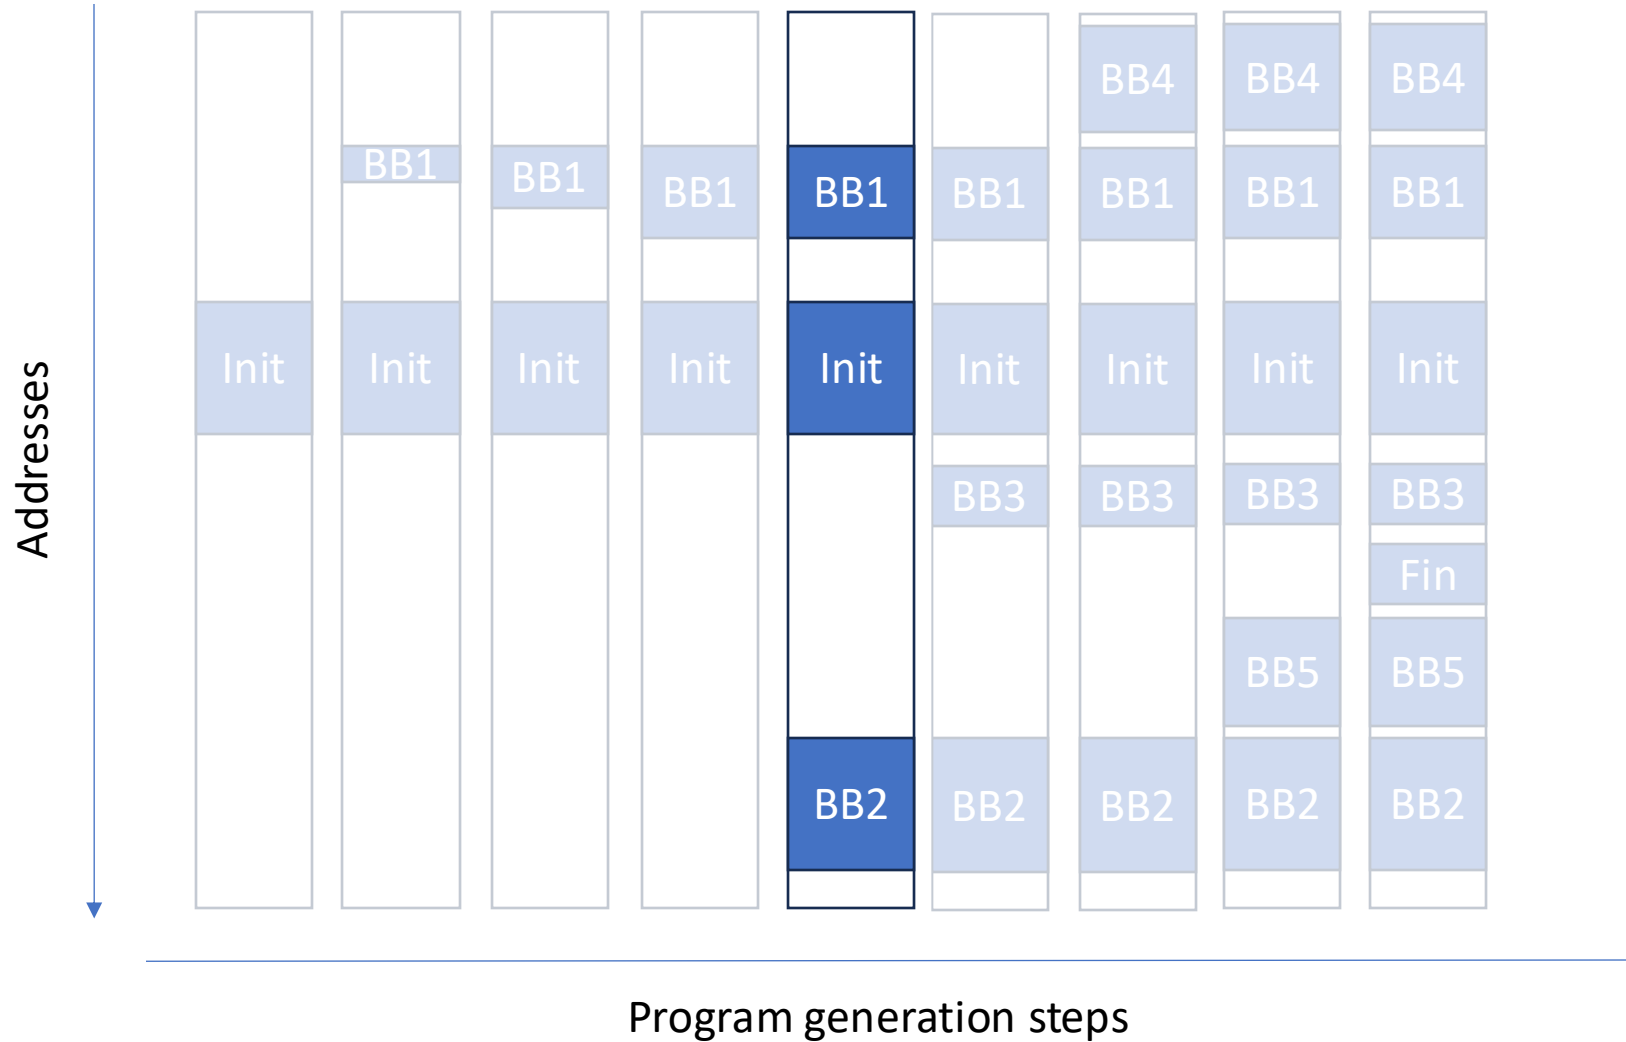 BB4 BB4 BB4
BB1 BB1 BB1 BB1 BB1 BB1 BB1 BB1
Init Init Init Init Init Init Init Init Init
BB3 BB3 BB3 BB3
Fin
BB5 BB5
BB2 BB2 BB2 BB2 BB2
Addresses
Program generation steps